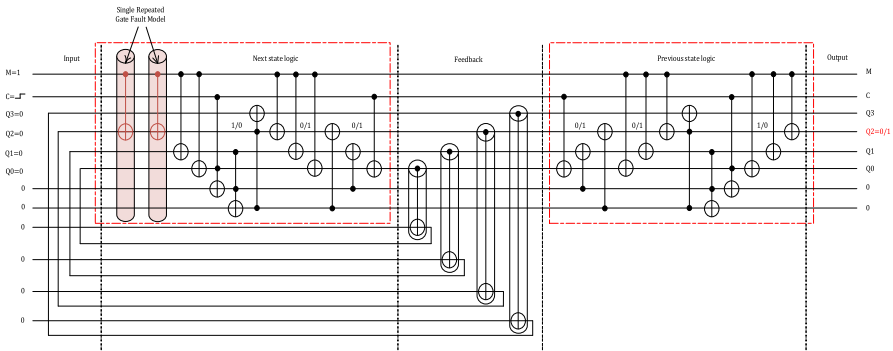 Single Repeated
Gate Fault Model
Input
Next state logic
Feedback
Previous state logic
Output
M=1
M
C=
C
Q3=0
Q3
1/0
0/1
0/1
0/1
1/0
Q2=0
Q2=0/1
Q1=0
Q1
Q0=0
Q0
0
0
0
0
0
0
0
0